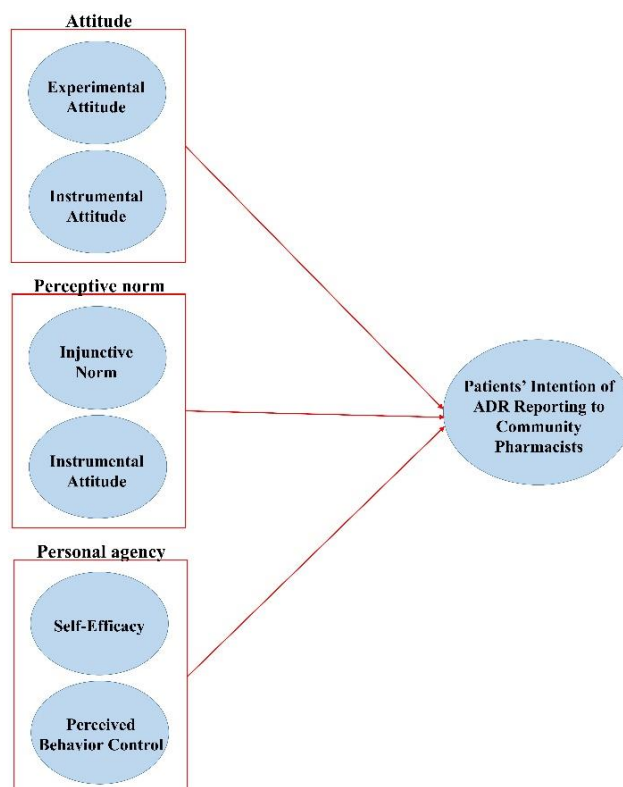 Attitude
Experimental
Attitude
Instrumental
Attitude
Perceptive norm
Injunctive
Norm
Instrumental
Attitude
Personal agency
Self-Efficacy
Perceived
Behavior Control
Patients’ Intention of
ADR Reporting to
Community
Pharmacists